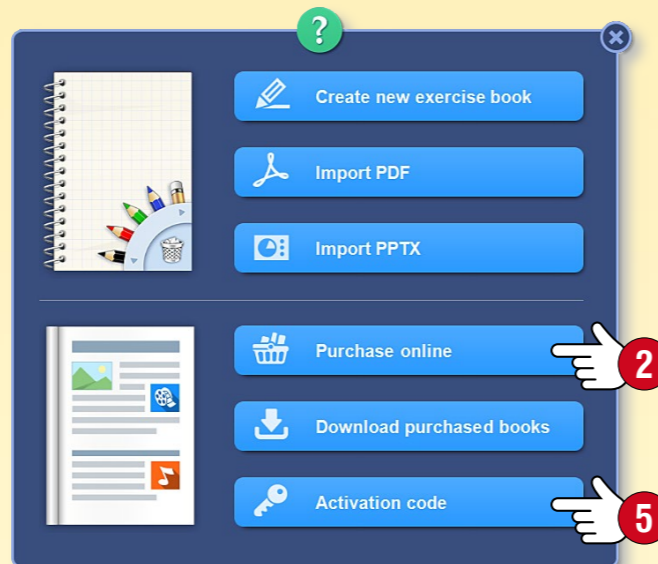 ?
Create new exercise book
Import PDF
Import PPTX
Purchase online
2
Download purchased books
Activation code
5